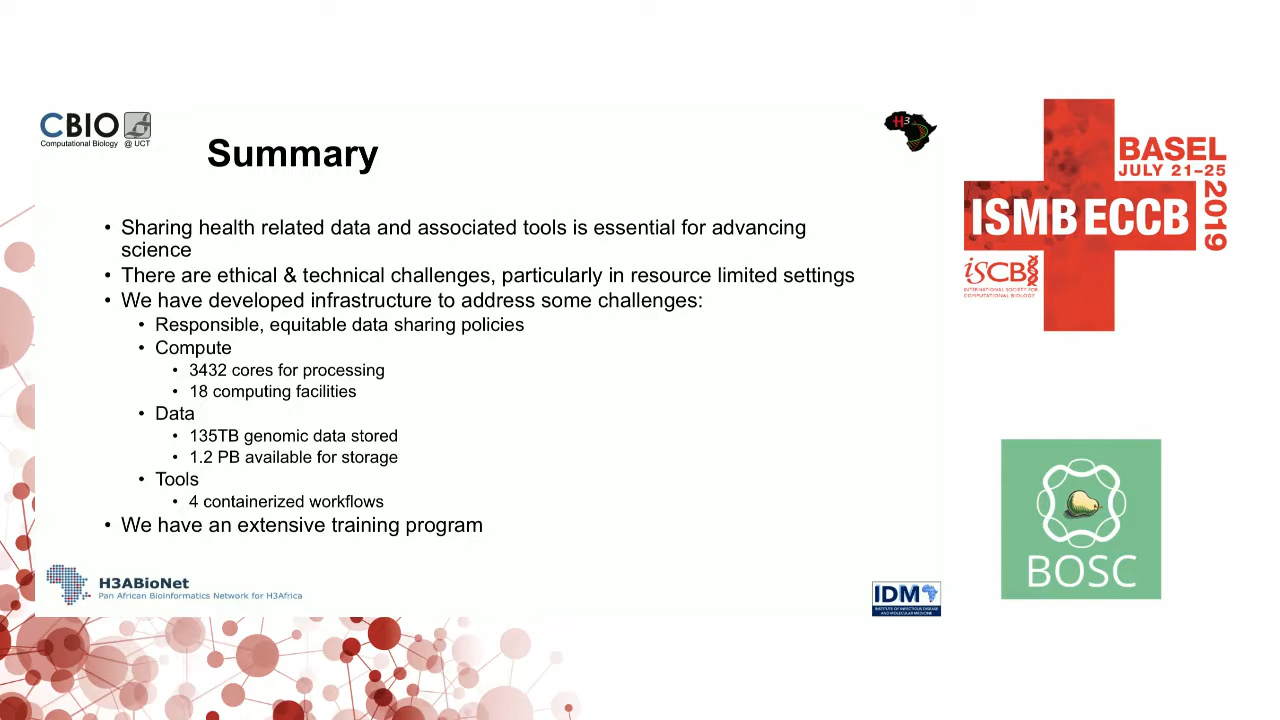 CBIO
Computational Biology @ UCT
H3
Summary
• Sharing health related data and associated tools is essential for advancing
science
• There are ethical & technical challenges, particularly in resource limited settings
• We have developed infrastructure to address some challenges:
• Responsible, equitable data sharing policies
• Compute
• 3432 cores for processing
• 18 computing facilities
• Data
• 135TB genomic data stored
• 1.2 PB available for storage
• Tools
• 4 containerized workflows
• We have an extensive training program
H3ABioNet
Pan African Bioinformatics Network for H3Africa
IDM
INSTITUTE OF INFECTIOUS DISEASE
AND MOLECULAR MEDICINE
BASEL
JULY 21–25
2019
ISMB ECCB
iSCB
INTERNATIONAL SOCIETY FOR
COMPUTATIONAL BIOLOGY
BOSC